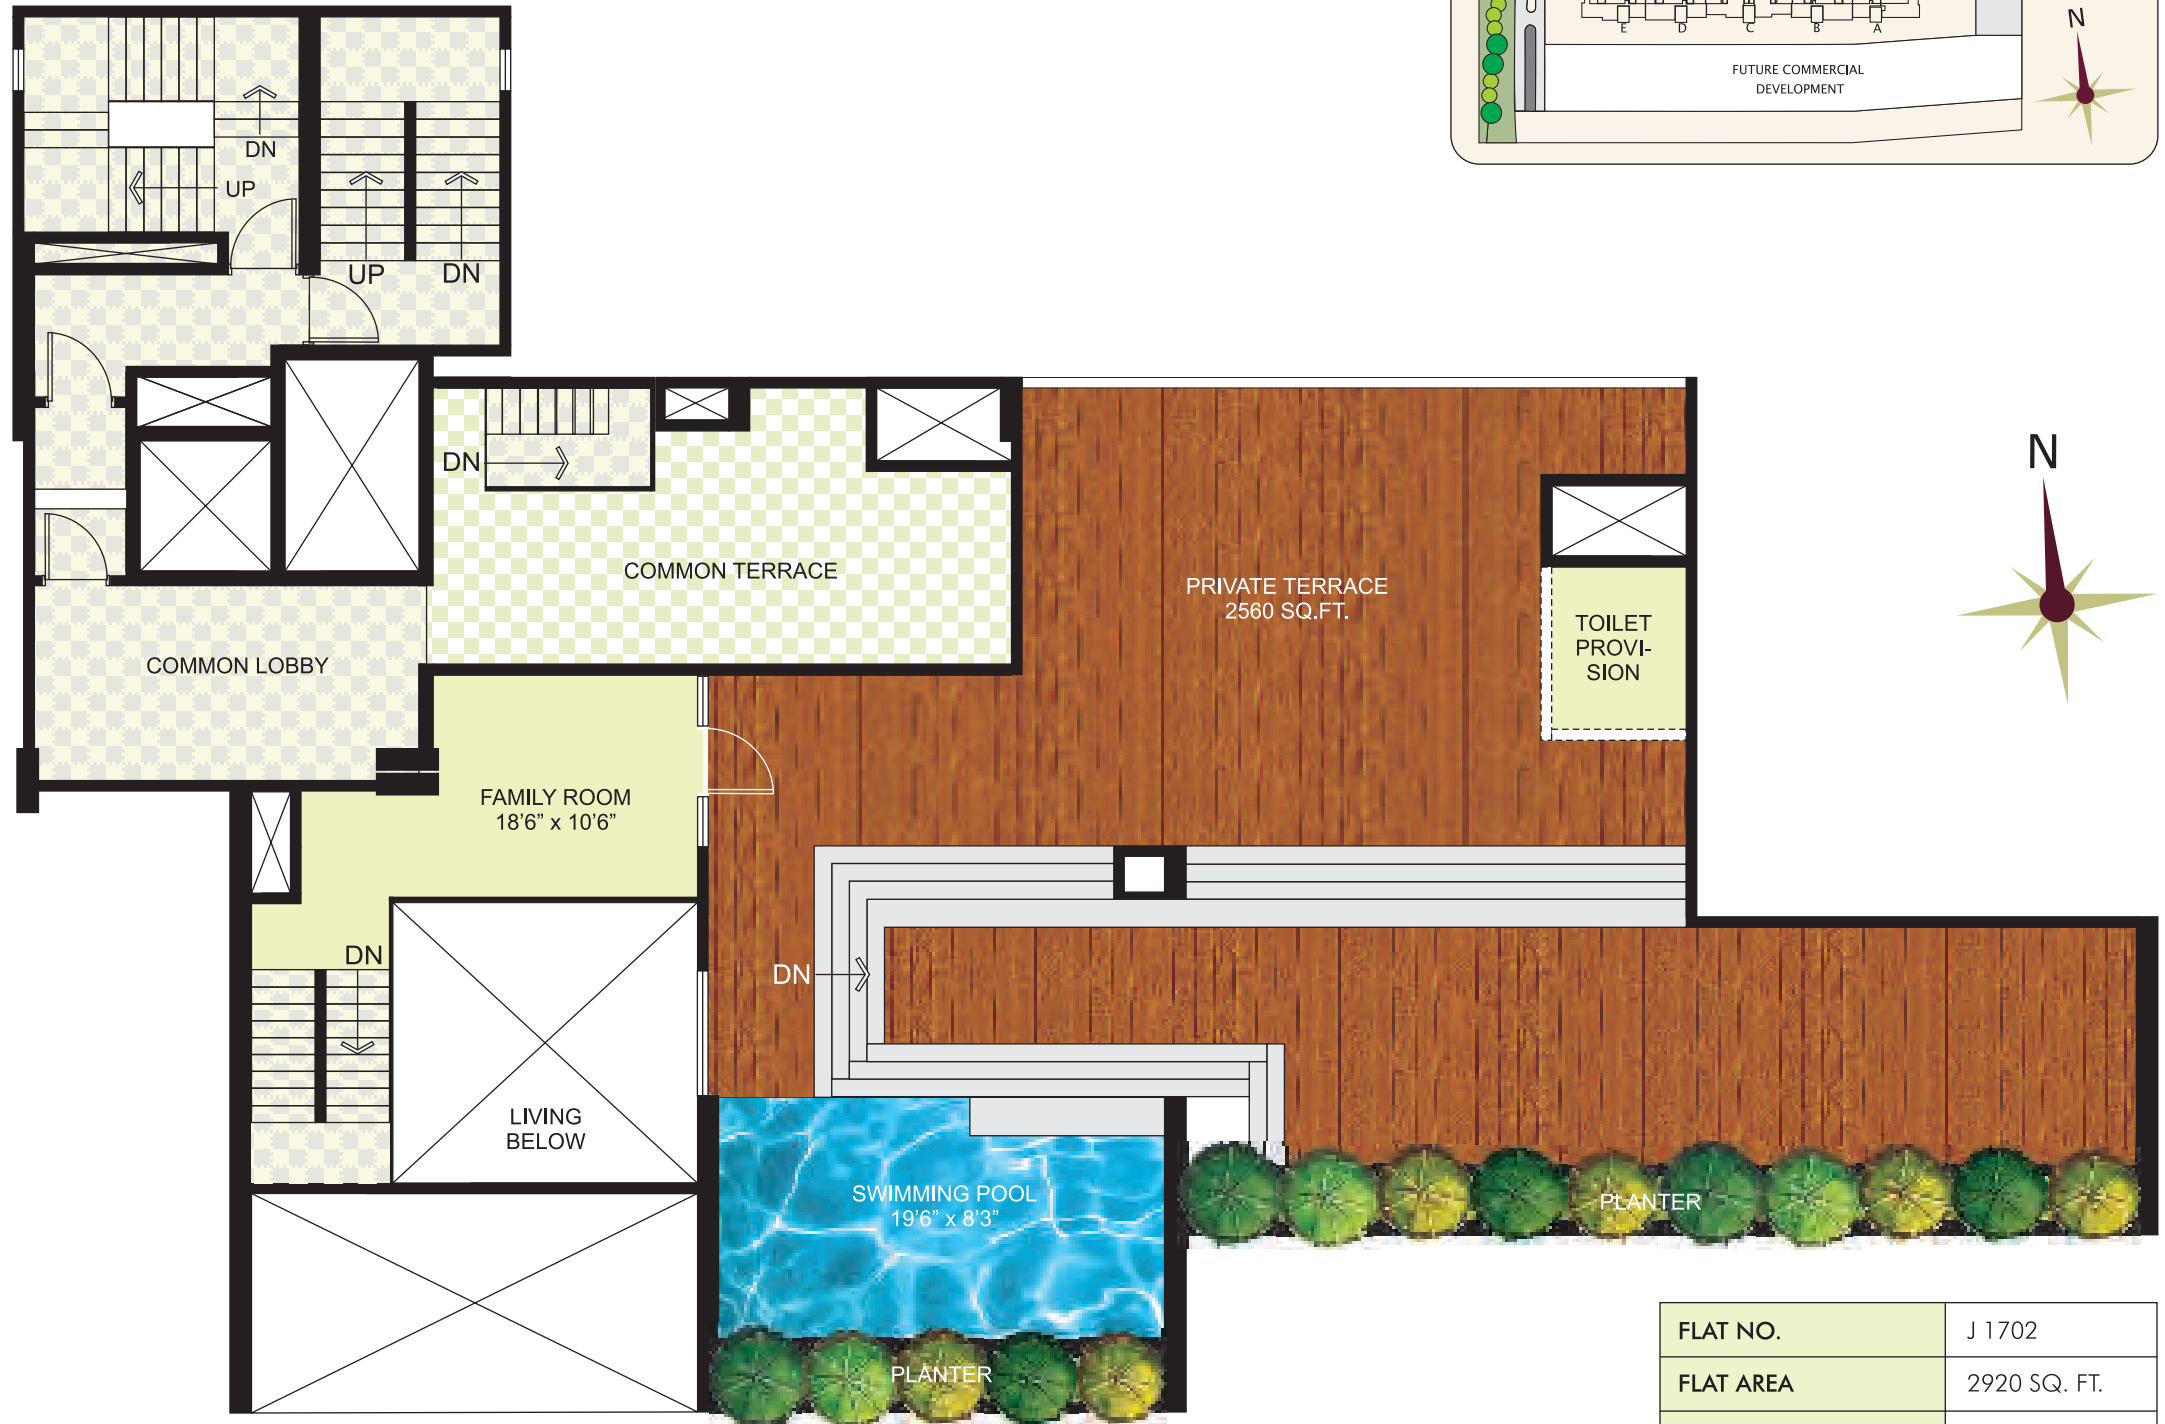 E D C B A
N
FUTURE COMMERCIAL
DEVELOPMENT
DN
UP
UP
DN
N
DN
COMMON TERRACE
PRIVATE TERRACE
2560 SQ.FT.
TOILET
PROVI-
SION
COMMON LOBBY
FAMILY ROOM
18'6” x 10'6”
DN
DN
LIVING
BELOW
SWIMMING POOL
19'6” x 8'3”
PLANTER
PLANTER
FLAT NO. J 1702
FLAT AREA 2920 SQ. FT.